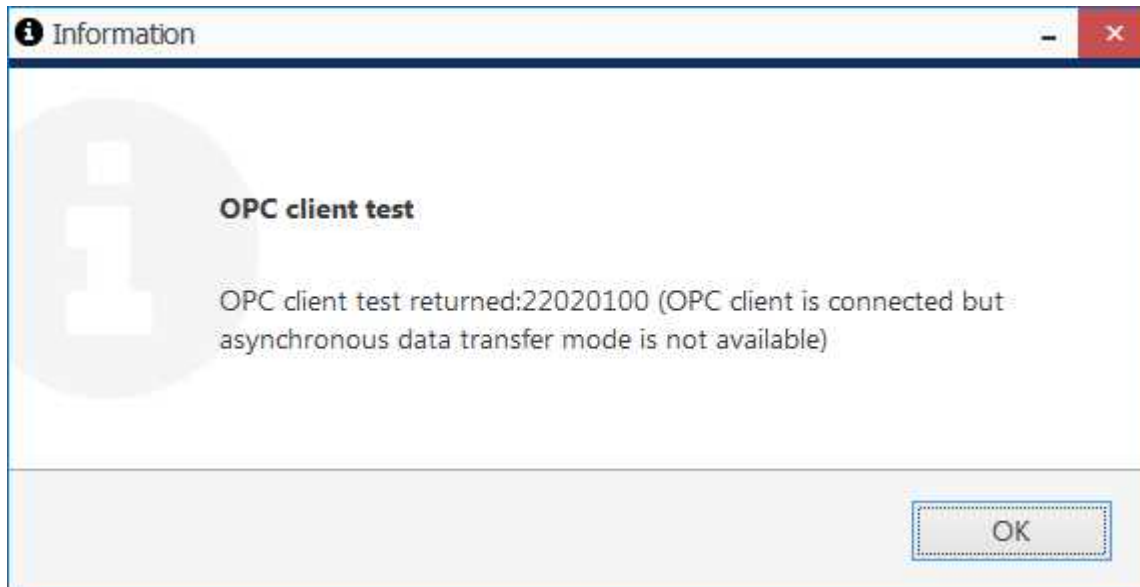 Information
OPC client test
OPC client test returned:22020100 (OPC client is connected but
asynchronous data transfer mode is not available)
OK